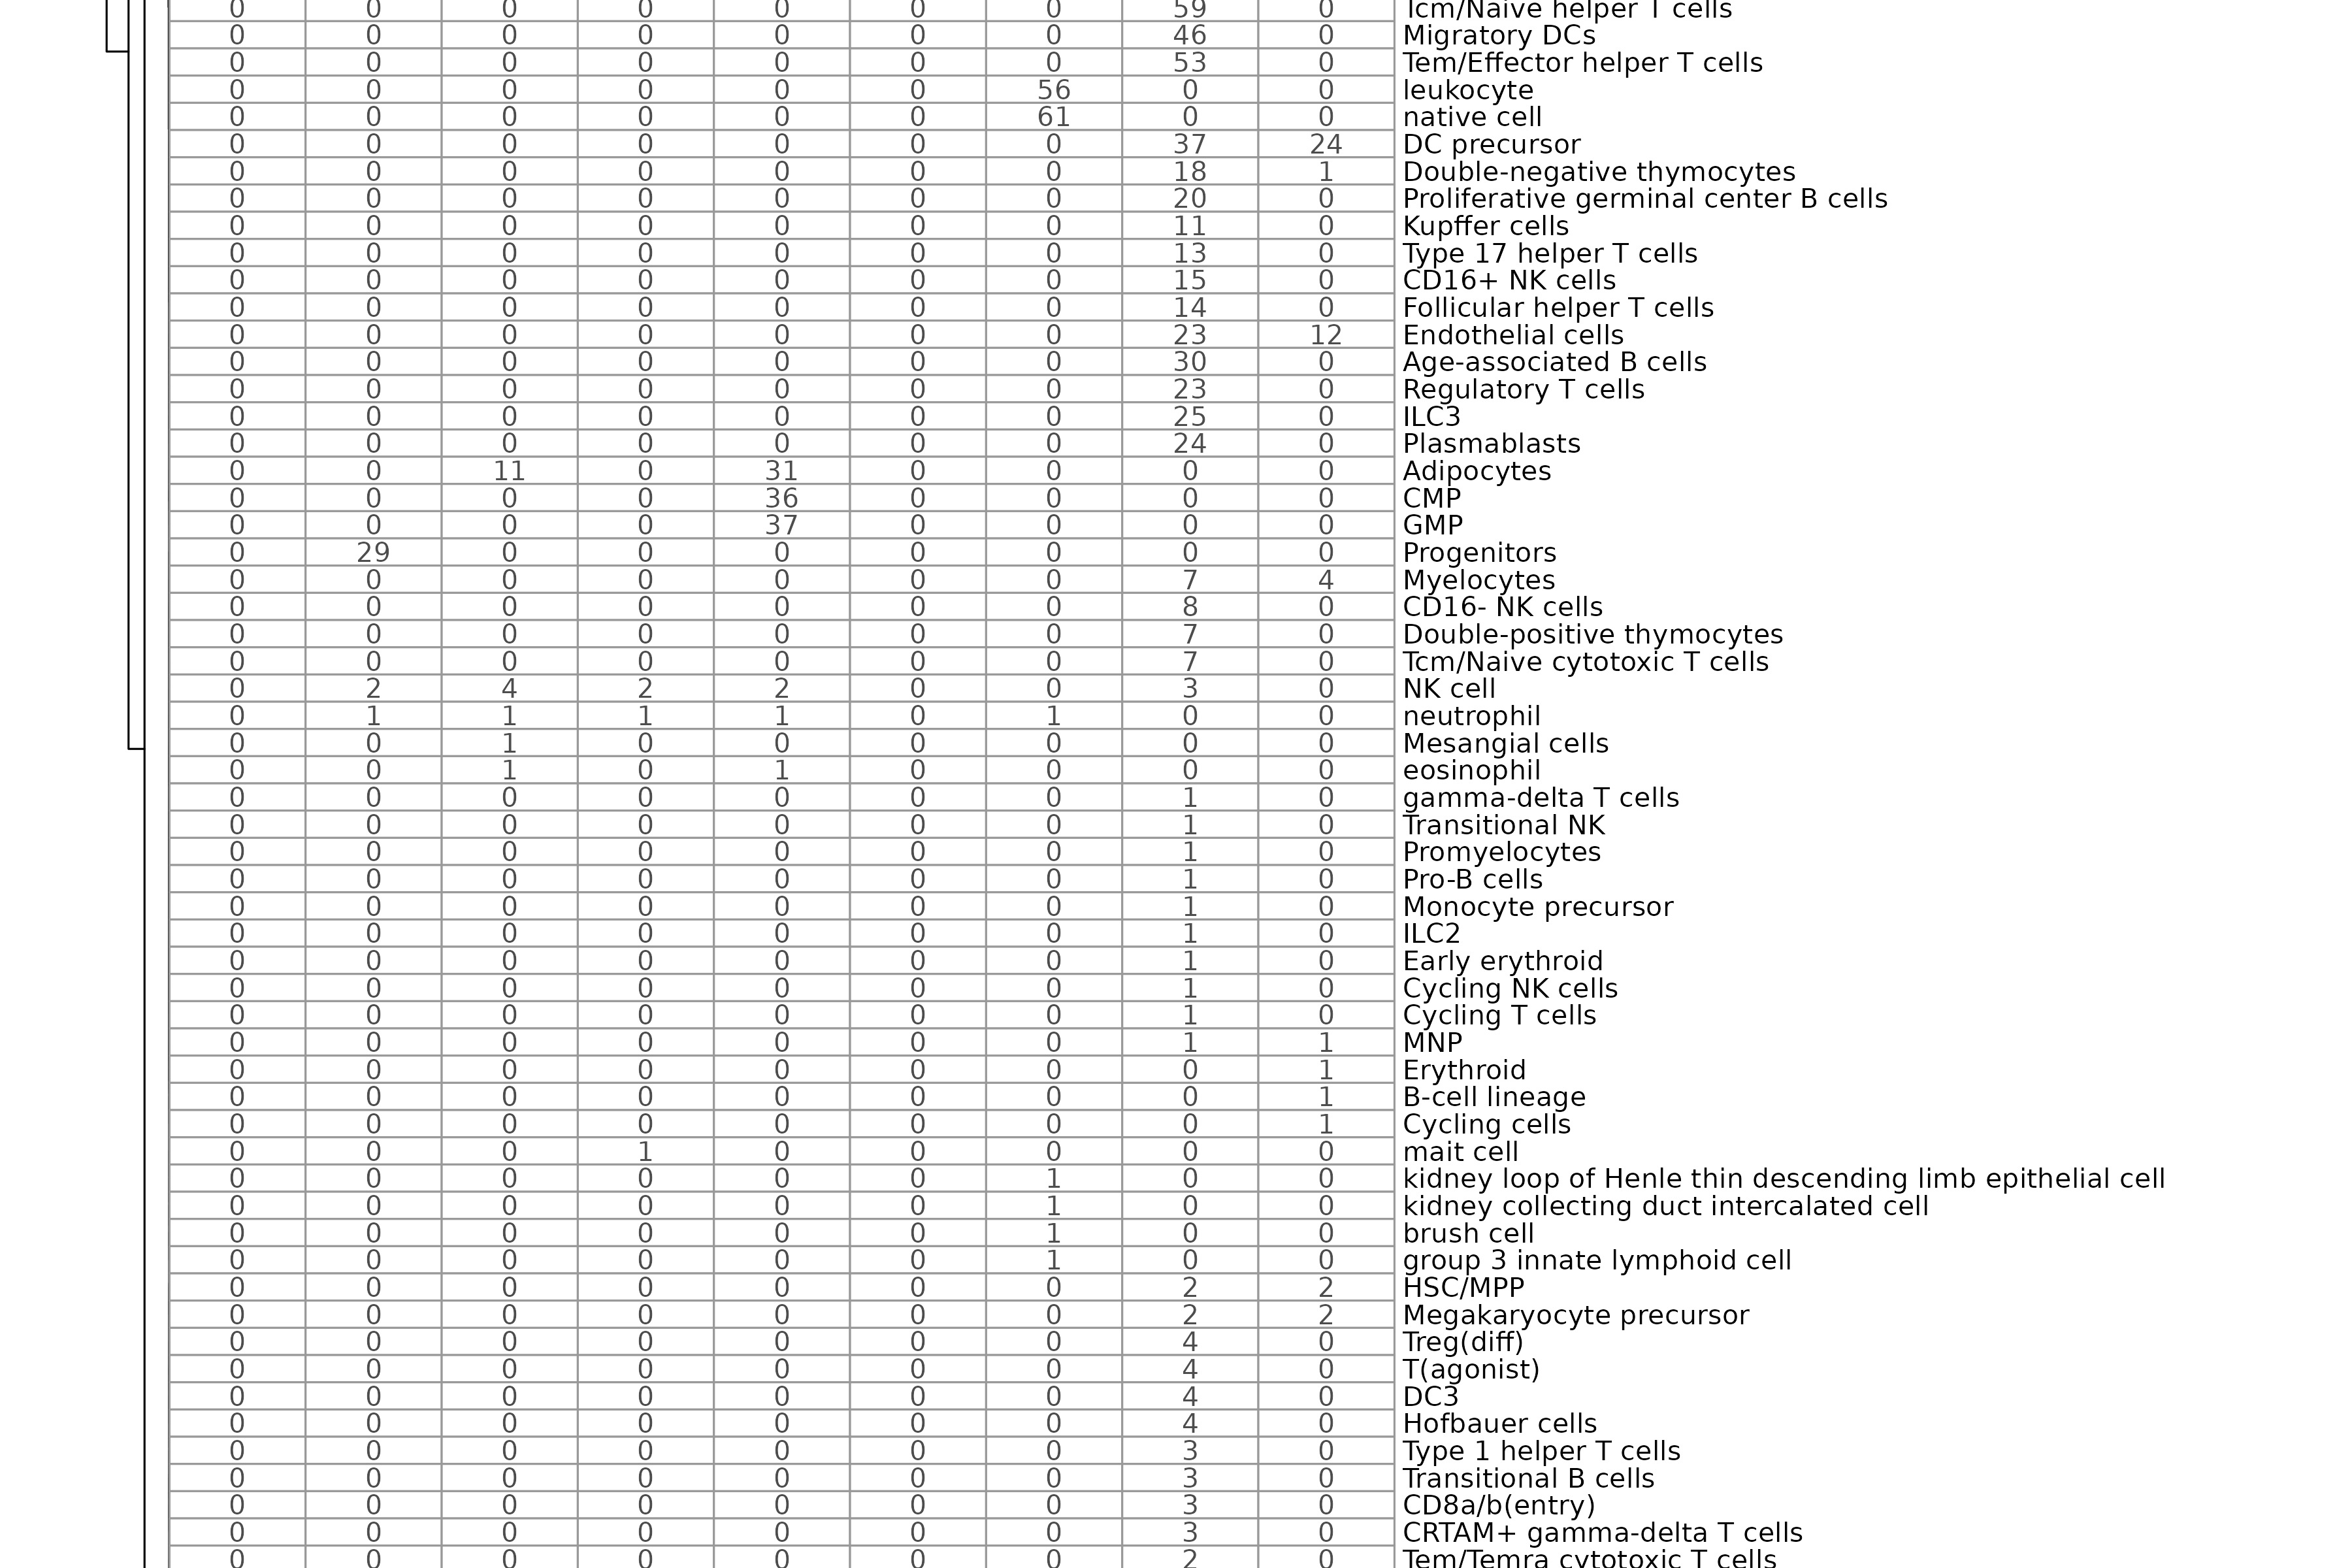 0 0 0 0 0 0 0 59 0 Tcm/Naive helper T cells
0 0 0 0 0 0 0 46 0 Migratory DCs
0 0 0 0 0 0 0 53 0 Tem/Effector helper T cells
0 0 0 0 0 0 56 0 0 leukocyte
0 0 0 0 0 0 61 0 0 native cell
0 0 0 0 0 0 0 37 24 DC precursor
0 0 0 0 0 0 0 18 1 Double-negative thymocytes
0 0 0 0 0 0 0 20 0 Proliferative germinal center B cells
0 0 0 0 0 0 0 11 0 Kupffer cells
0 0 0 0 0 0 0 13 0 Type 17 helper T cells
0 0 0 0 0 0 0 15 0 CD16+ NK cells
0 0 0 0 0 0 0 14 0 Follicular helper T cells
0 0 0 0 0 0 0 23 12 Endothelial cells
0 0 0 0 0 0 0 30 0 Age-associated B cells
0 0 0 0 0 0 0 23 0 Regulatory T cells
0 0 0 0 0 0 0 25 0 ILC3
0 0 0 0 0 0 0 24 0 Plasmablasts
0 0 11 0 31 0 0 0 0 Adipocytes
0 0 0 0 36 0 0 0 0 CMP
0 0 0 0 37 0 0 0 0 GMP
0 29 0 0 0 0 0 0 0 Progenitors
0 0 0 0 0 0 0 7 4 Myelocytes
0 0 0 0 0 0 0 8 0 CD16- NK cells
0 0 0 0 0 0 0 7 0 Double-positive thymocytes
0 0 0 0 0 0 0 7 0 Tcm/Naive cytotoxic T cells
0 2 4 2 2 0 0 3 0 NK cell
0 1 1 1 1 0 1 0 0 neutrophil
0 0 1 0 0 0 0 0 0 Mesangial cells
0 0 1 0 1 0 0 0 0 eosinophil
0 0 0 0 0 0 0 1 0 gamma-delta T cells
0 0 0 0 0 0 0 1 0 Transitional NK
0 0 0 0 0 0 0 1 0 Promyelocytes
0 0 0 0 0 0 0 1 0 Pro-B cells
0 0 0 0 0 0 0 1 0 Monocyte precursor
0 0 0 0 0 0 0 1 0 ILC2
0 0 0 0 0 0 0 1 0 Early erythroid
0 0 0 0 0 0 0 1 0 Cycling NK cells
0 0 0 0 0 0 0 1 0 Cycling T cells
0 0 0 0 0 0 0 1 1 MNP
0 0 0 0 0 0 0 0 1 Erythroid
0 0 0 0 0 0 0 0 1 B-cell lineage
0 0 0 0 0 0 0 0 1 Cycling cells
0 0 0 1 0 0 0 0 0 mait cell
0 0 0 0 0 0 1 0 0 kidney loop of Henle thin descending limb epithelial cell
0 0 0 0 0 0 1 0 0 kidney collecting duct intercalated cell
0 0 0 0 0 0 1 0 0 brush cell
0 0 0 0 0 0 1 0 0 group 3 innate lymphoid cell
0 0 0 0 0 0 0 2 2 HSC/MPP
0 0 0 0 0 0 0 2 2 Megakaryocyte precursor
0 0 0 0 0 0 0 4 0 Treg(diff)
0 0 0 0 0 0 0 4 0 T(agonist)
0 0 0 0 0 0 0 4 0 DC3
0 0 0 0 0 0 0 4 0 Hofbauer cells
0 0 0 0 0 0 0 3 0 Type 1 helper T cells
0 0 0 0 0 0 0 3 0 Transitional B cells
0 0 0 0 0 0 0 3 0 CD8a/b(entry)
0 0 0 0 0 0 0 3 0 CRTAM+ gamma-delta T cells
0 0 0 0 0 0 0 2 0 Tem/Temra cytotoxic T cells